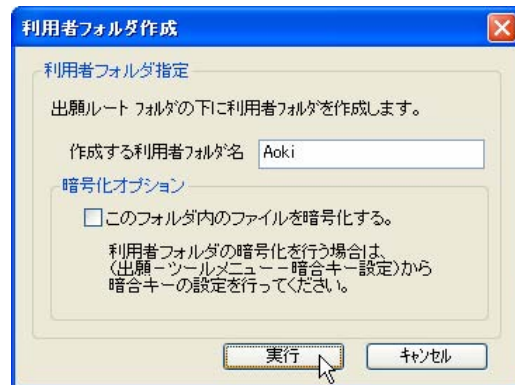 利用者フォルダ作成
利用者フォルダ指定
出願ルート フォルダの下に利用者フォルダを作成します。
作成する利用者フォルダ名 Aoki
暗号化オプション
このフォルダ内のファイルを暗号化する。
利用者フォルダの暗号化を行う場合は、
(出願－ツールメニュー－暗合キー設定)から
暗合キーの設定を行ってください。
実行 キャンセル